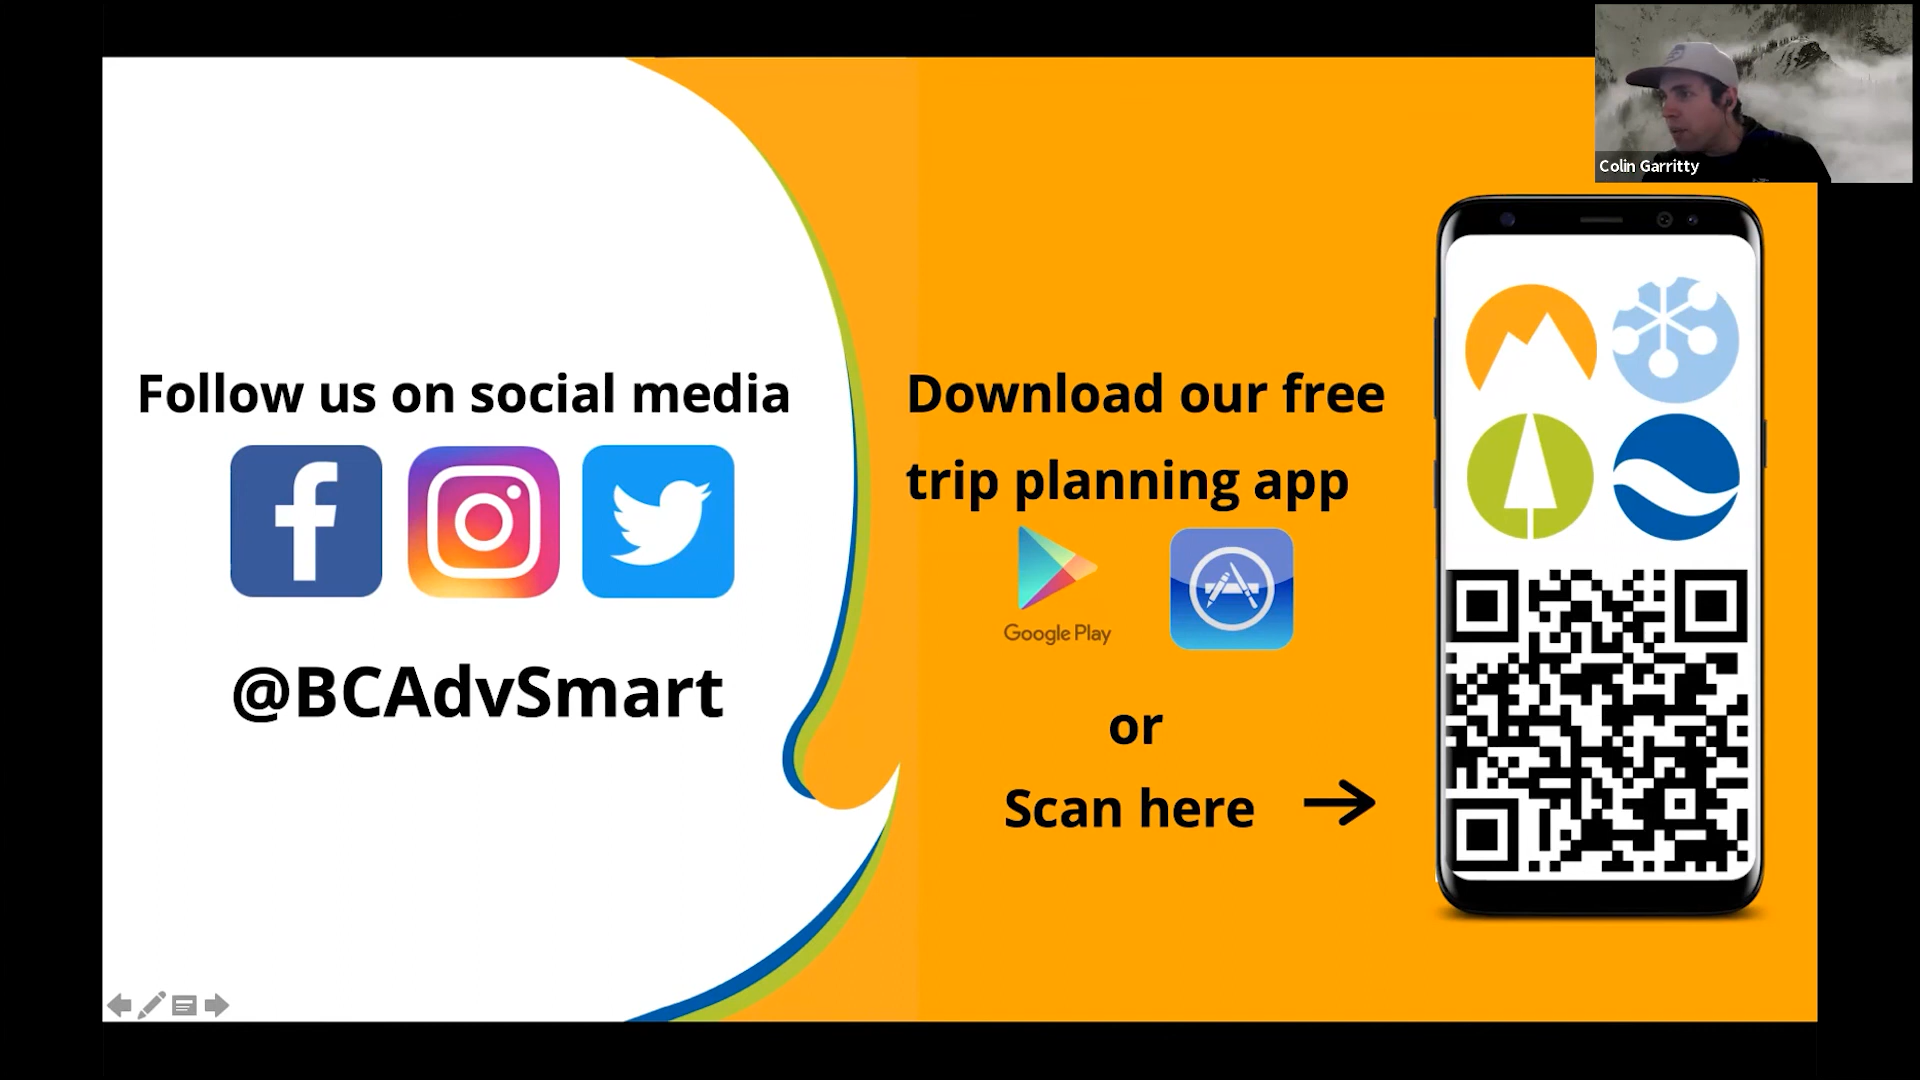 Colin Garritty
Follow us on social media
@BCAdvSmart
Download our free
trip planning app
Google Play
or
Scan here